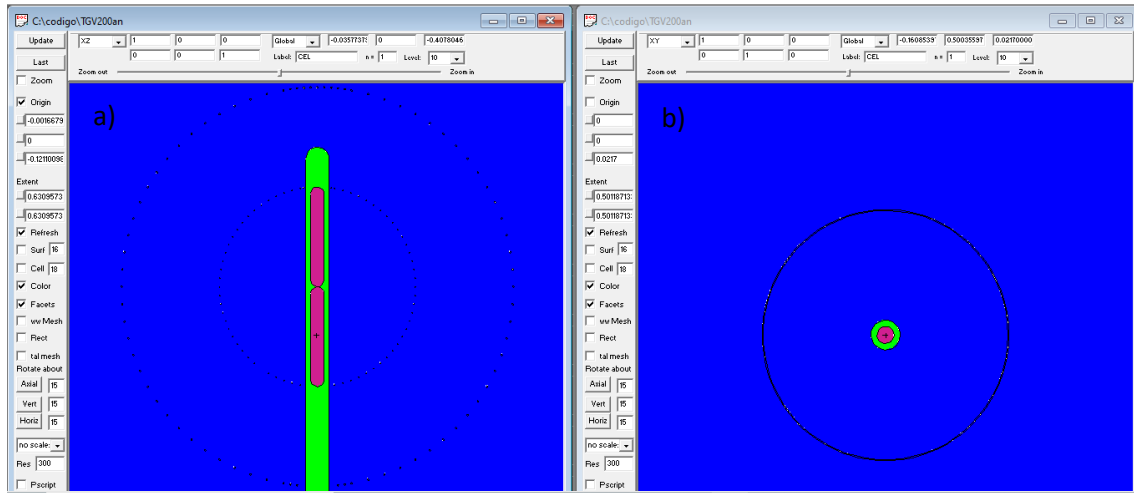 C:\codigo\TGV200an
Update
XZ
1
0
0
Global
-0.0357737
0
-0.4078046
Last
0
0
1
Label:
CEL
n =
1
Level:
10
Zoom out
Zoom in
Zoom
Origin
-0.0016679
0
-0.12110098
Extent
0.6309573
0.6309573
Refresh
Surf
16
Cell
18
Color
Facets
ww Mesh
Rect
tal mesh
Rotate about
Axial
15
Vert
15
Horiz
15
no scale:
Res
300
Pscript
a)
C:\codigo\TGV200an
Update
XY
1
0
0
Global
-0.1608539
0.50035597
0.02170000
Last
0
1
0
Label:
CEL
n =
1
Level:
10
Zoom out
Zoom in
Zoom
Origin
0
0
0.0217
Extent
0.5011871
0.5011871
Refresh
Surf
16
Cell
18
Color
Facets
ww Mesh
Rect
tal mesh
Rotate about
Axial
15
Vert
15
Horiz
15
no scale:
Res
300
Pscript
b)